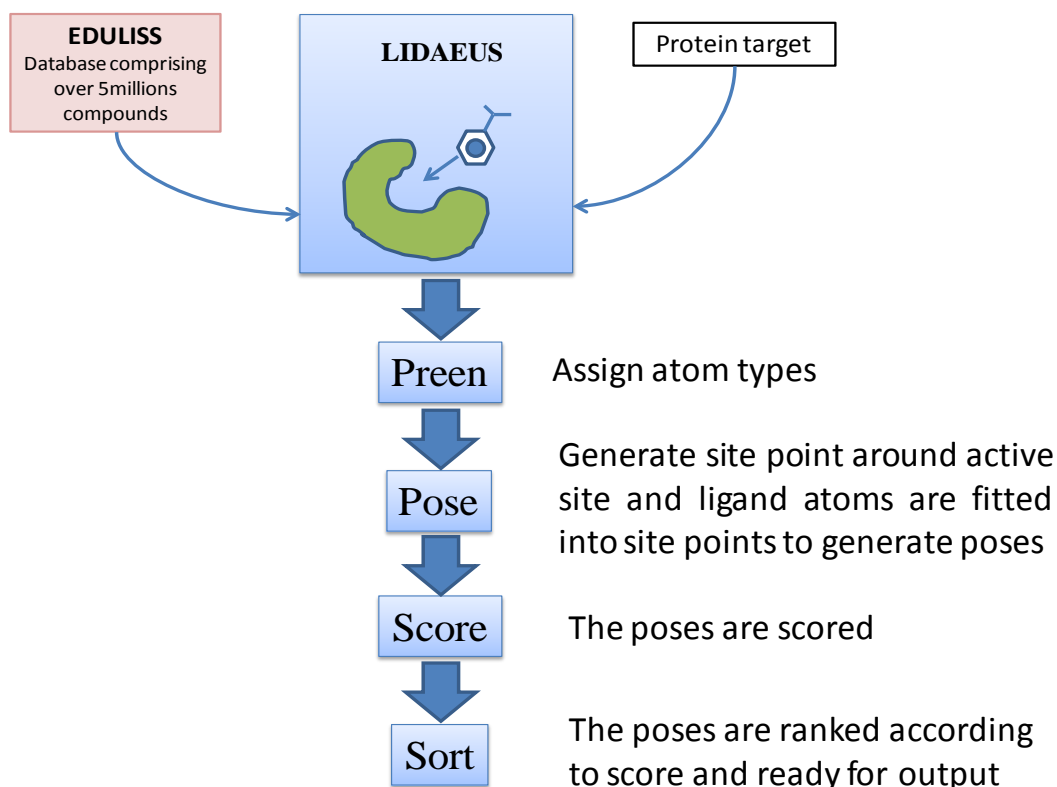 EDULISS
Database comprising
over 5millions
compounds
LIDAEUS
Protein target
Preen
Assign atom types
Pose
Generate site point around active
site and ligand atoms are fitted
into site points to generate poses
Score
The poses are scored
Sort
The poses are ranked according
to score and ready for output